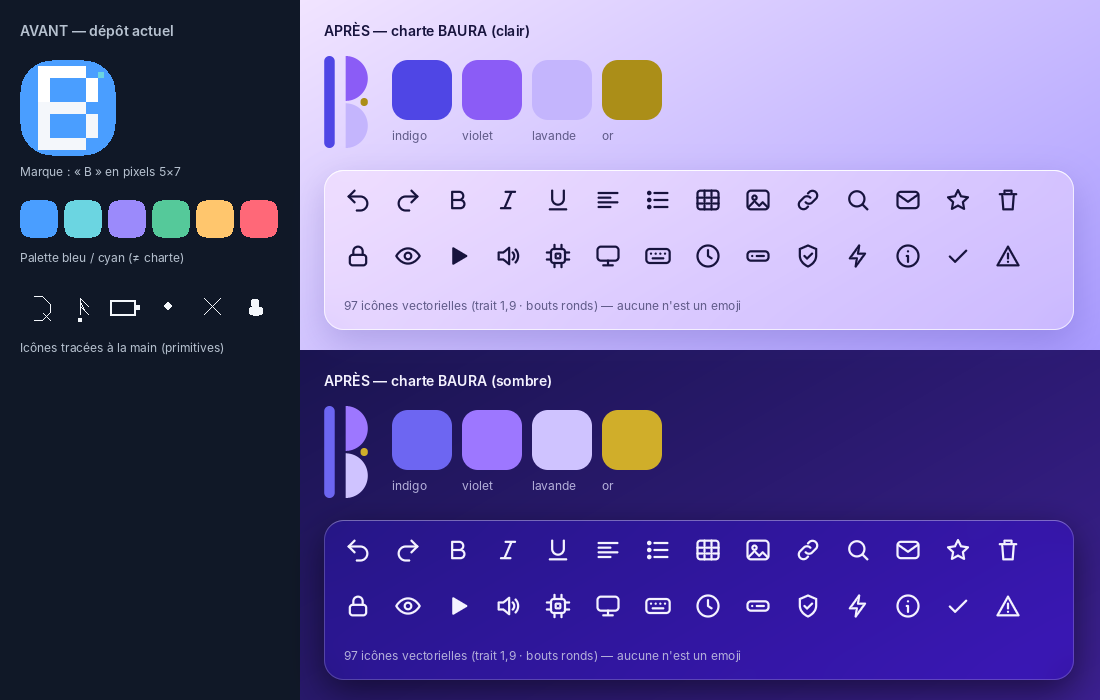 AVANT — dépôt actuel
Marque : « B » en pixels 5×7
Palette bleu / cyan (≠ charte)
Icônes tracées à la main (primitives)
APRÈS — charte BAURA (clair)
indigo violet lavande or
97 icônes vectorielles (trait 1,9 · bouts ronds) — aucune n'est un emoji
APRÈS — charte BAURA (sombre)
indigo violet lavande or
97 icônes vectorielles (trait 1,9 · bouts ronds) — aucune n'est un emoji